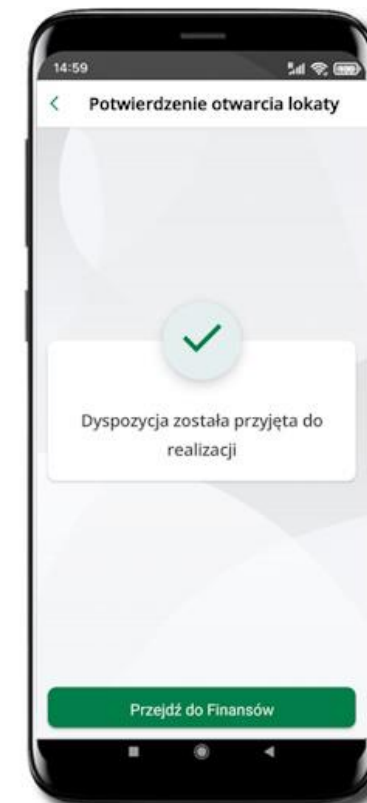 14:59
Potwierdzenie otwarcia lokaty
Dyspozycja została przyjęta do
realizacji
Przejdź do Finansów